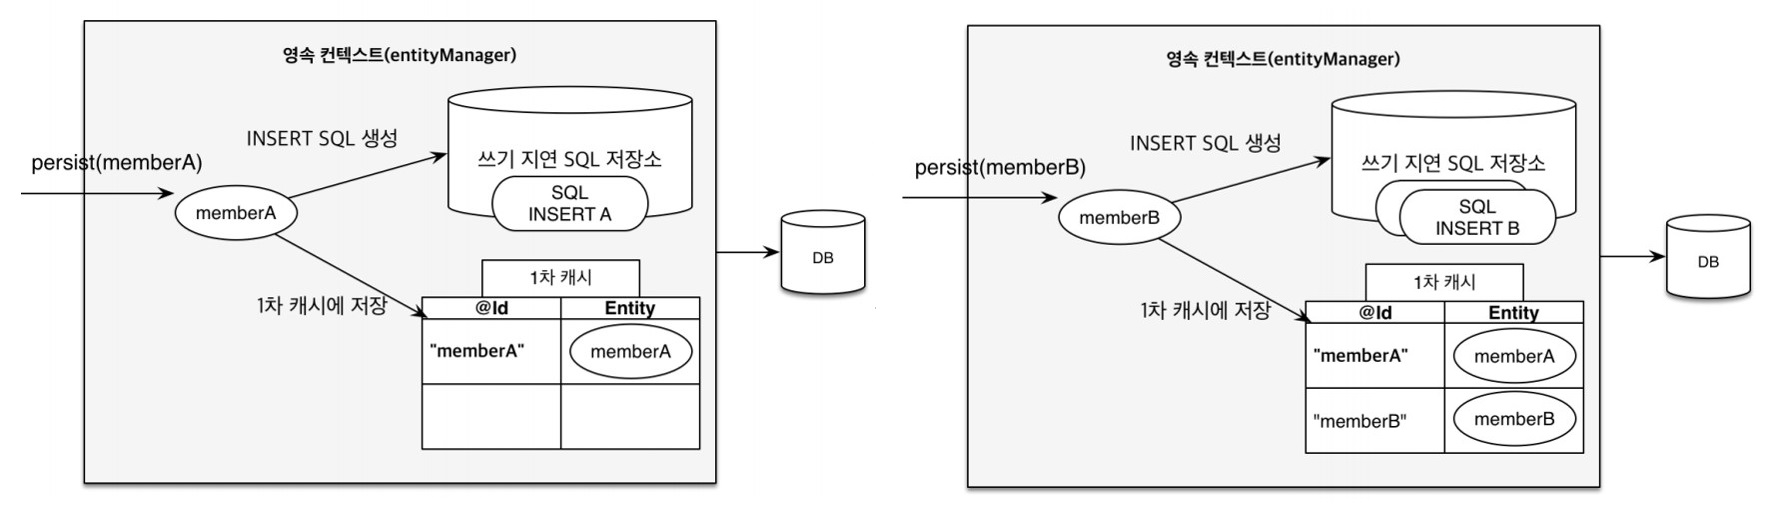 영속 컨텍스트(entityManager)
INSERT SQL 생성
persist(memberA)
쓰기 지연 SQL 저장소
SQL
INSERT A
memberA
DB
1차 캐시
1차 캐시에 저장
@Id Entity
"memberA" memberA
영속 컨텍스트(entityManager)
INSERT SQL 생성
persist(memberB)
쓰기 지연 SQL 저장소
SQL
INSERT B
memberB
DB
1차 캐시
1차 캐시에 저장
@Id Entity
"memberA" memberA
"memberB" memberB